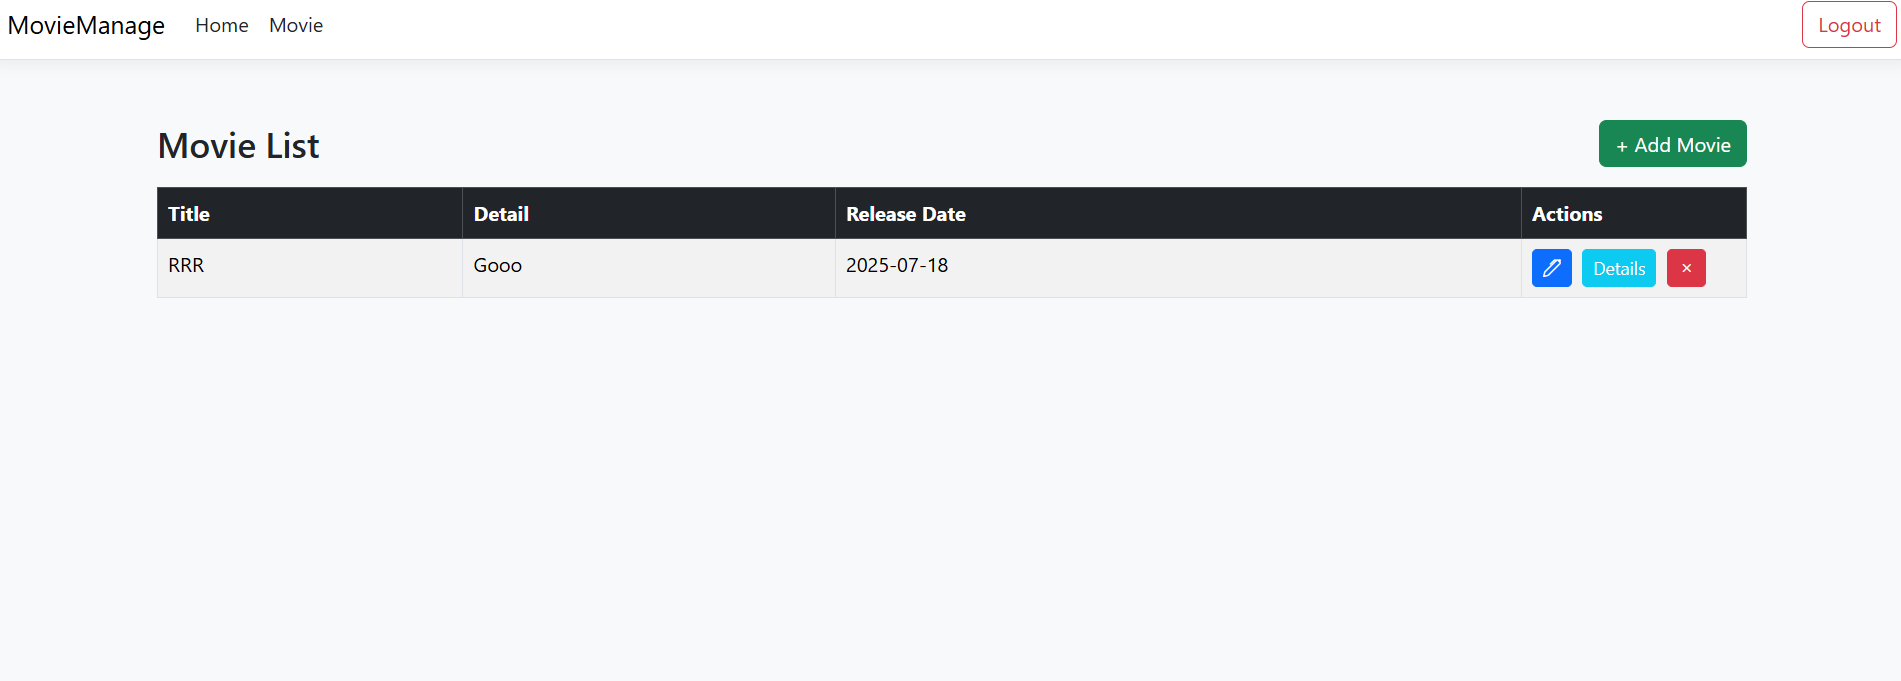 MovieManage Home Movie Logout
Movie List + Add Movie
Title Detail Release Date Actions
RRR Gooo 2025-07-18 Details ×